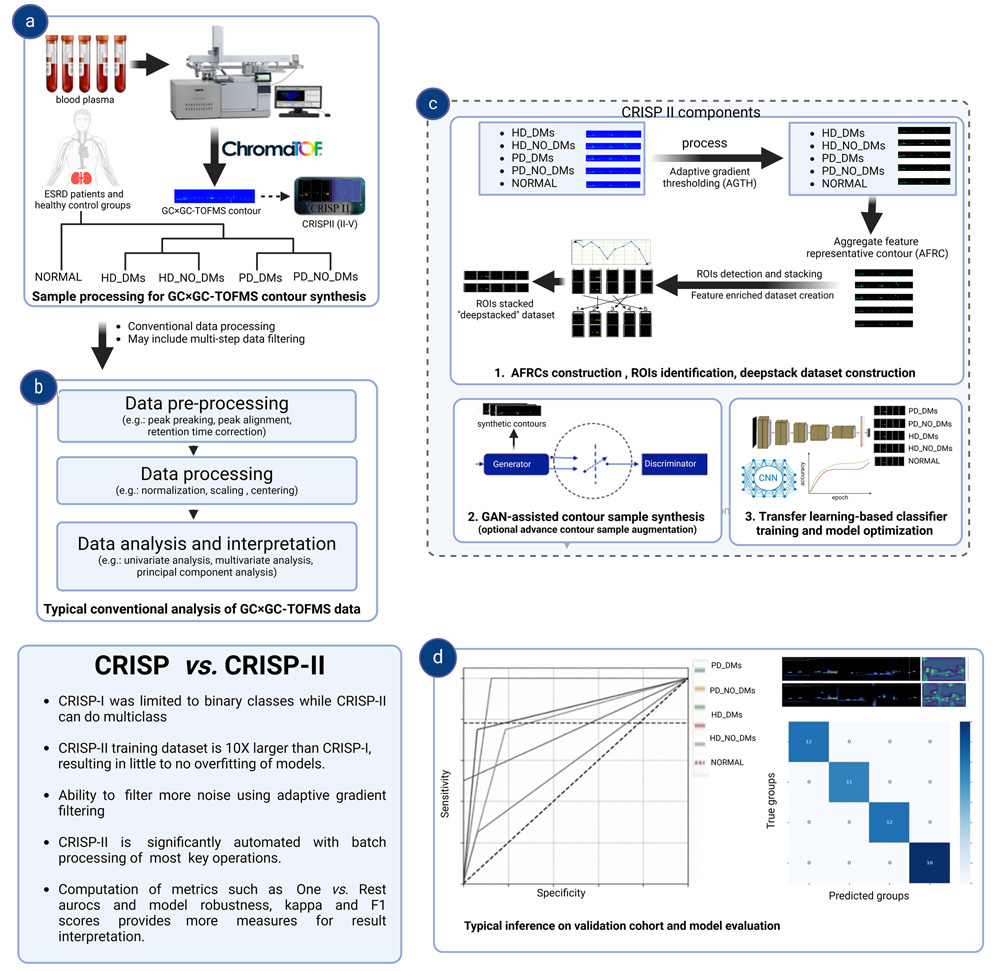 a
blood plasma
ChromaTOF
ESRD patients and
healthy control groups
GC×GC-TOFMS contour
CRISP II
CRISPII (II-V)
NORMAL
HD_DMs
HD_NO_DMs
PD_DMs
PD_NO_DMs
Sample processing for GC×GC-TOFMS contour synthesis
• Conventional data processing
• May include multi-step data filtering
b
Data pre-processing
(e.g.: peak preaking, peak alignment,
retention time correction)
Data processing
(e.g.: normalization, scaling , centering)
Data analysis and interpretation
(e.g.: univariate analysis, multivariate analysis,
principal component analysis)
Typical conventional analysis of GC×GC-TOFMS data
c
CRISP II components
• HD_DMs
• HD_NO_DMs
• PD_DMs
• PD_NO_DMs
• NORMAL
process
Adaptive gradient
thresholding (AGTH)
• HD_DMs
• HD_NO_DMs
• PD_DMs
• PD_NO_DMs
• NORMAL
Aggregate feature
representative contour (AFRC)
ROIs detection and stacking
Feature enriched dataset creation
ROIs stacked
"deepstacked" dataset
1 2 3 4 5
1. AFRCs construction , ROIs identification, deepstack dataset construction
synthetic contours
Generator
Discriminator
2. GAN-assisted contour sample synthesis
(optional advance contour sample augmentation)
PD_DMs
PD_NO_DMs
HD_DMs
HD_NO_DMs
NORMAL
CNN
accuracy
epoch
3. Transfer learning-based classifier
training and model optimization
CRISP vs. CRISP-II
• CRISP-I was limited to binary classes while CRISP-II
can do multiclass
• CRISP-II training dataset is 10X larger than CRISP-I,
resulting in little to no overfitting of models.
• Ability to filter more noise using adaptive gradient
filtering
• CRISP-II is significantly automated with batch
processing of most key operations.
• Computation of metrics such as One vs. Rest
aurocs and model robustness, kappa and F1
scores provides more measures for result
interpretation.
d
Sensitivity
Specificity
PD_DMs
PD_NO_DMs
HD_DMs
HD_NO_DMs
NORMAL
True groups
12 0 0 0
0 11 0 0
0 0 12 0
0 0 0 16
Predicted groups
Typical inference on validation cohort and model evaluation